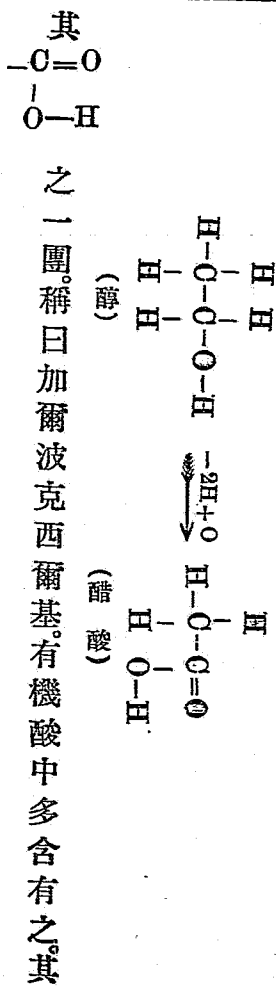 H H
H–C–C–O–H
H H
(醇)
–2H+O
H
H–C–C=O
H O–H
(醋酸)
其
–C=O
O–H
之一團。稱曰加爾波克西爾基。有機酸中多含有之。其